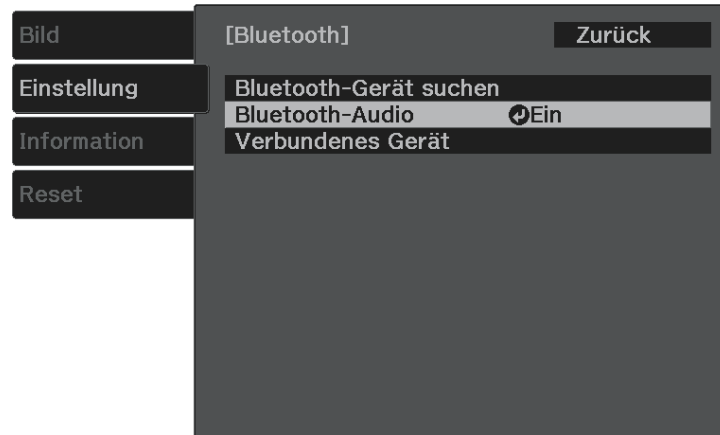 Bild
Einstellung
Information
Reset
[Bluetooth] Zurück
Bluetooth-Gerät suchen
Bluetooth-Audio Ein
Verbundenes Gerät